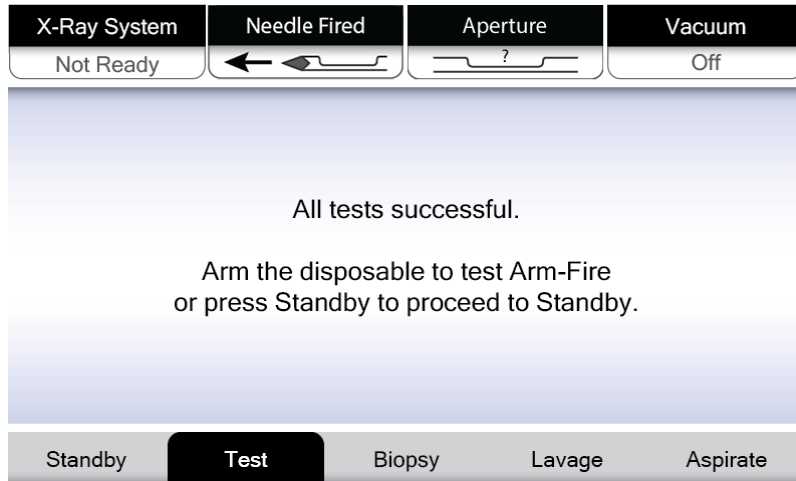 X-Ray System Needle Fired Aperture Vacuum
Not Ready ? Off
All tests successful.
Arm the disposable to test Arm-Fire
or press Standby to proceed to Standby.
Standby Test Biopsy Lavage Aspirate